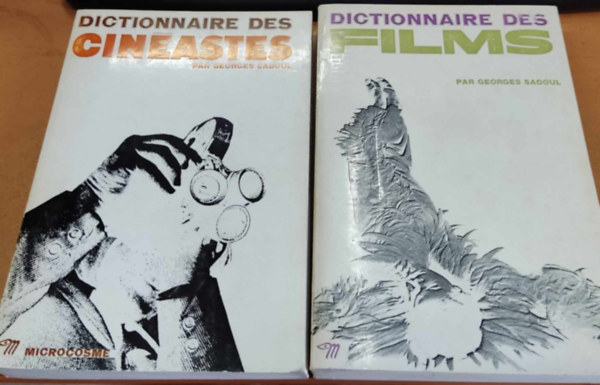 DICTIONNAIRE DES
CINEASTES
PAR GEORGES SADOUL
m MICROCOSME
DICTIONNAIRE DES
FILMS
PAR GEORGES SADOUL
m